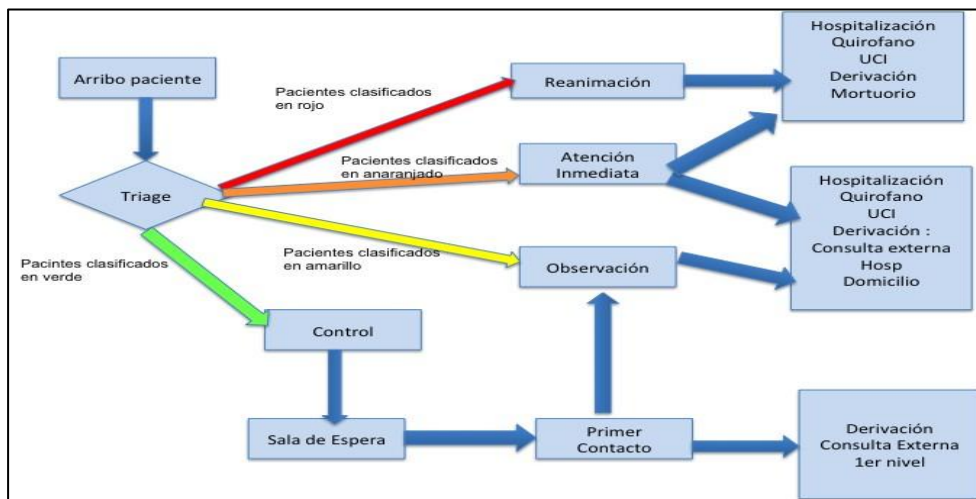 Arribo paciente
Triage
Pacientes clasificados
en rojo
Pacientes clasificados
en anaranjado
Pacientes clasificados
en amarillo
Pacintes clasificados
en verde
Reanimación
Atención
Inmediata
Observación
Control
Sala de Espera
Primer
Contacto
Hospitalización
Quirofano
UCI
Derivación
Mortuorio
Hospitalización
Quirofano
UCI
Derivación :
Consulta externa
Hosp
Domicilio
Derivación
Consulta Externa
1er nivel